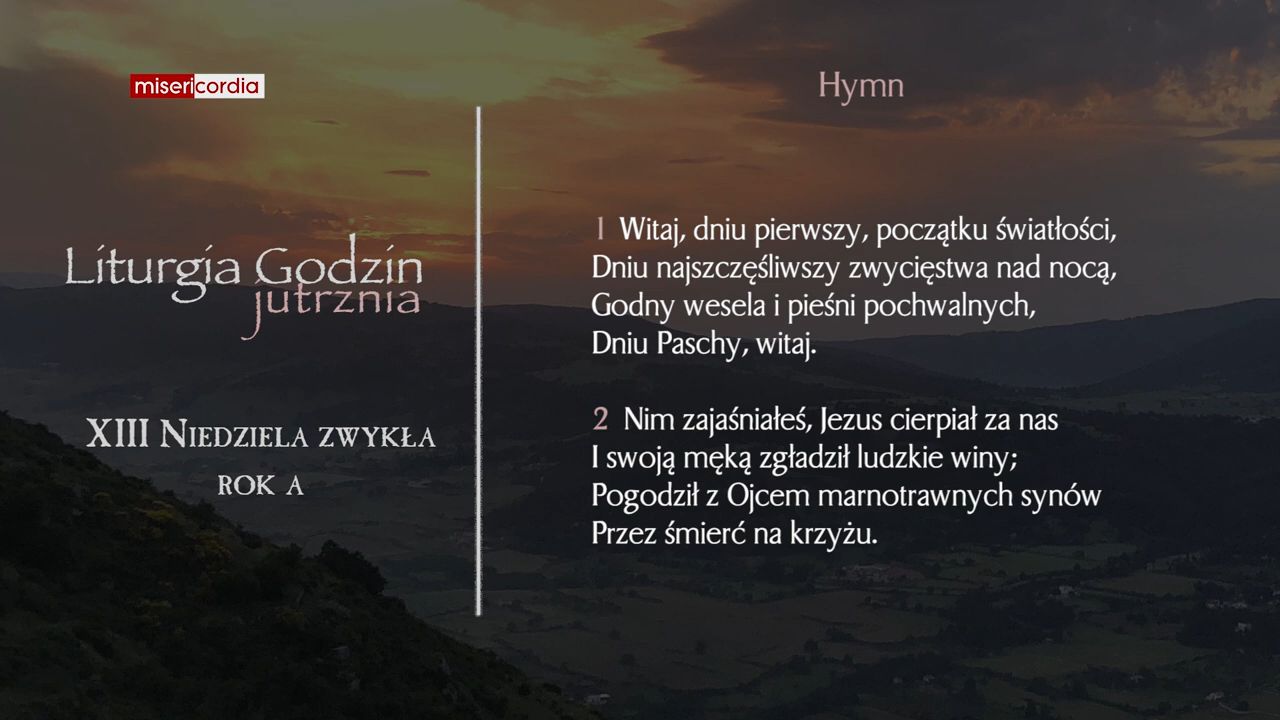 misericordia
Liturgia Godzin
jutrznia
XIII Niedziela zwykła
rok A
Hymn
1 Witaj, dniu pierwszy, początku światłości,
Dniu najszczęśliwszy zwycięstwa nad nocą,
Godny wesela i pieśni pochwalnych,
Dniu Paschy, witaj.
2 Nim zajaśniałeś, Jezus cierpiał za nas
I swoją męką zgładził ludzkie winy;
Pogodził z Ojcem marnotrawnych synów
Przez śmierć na krzyżu.